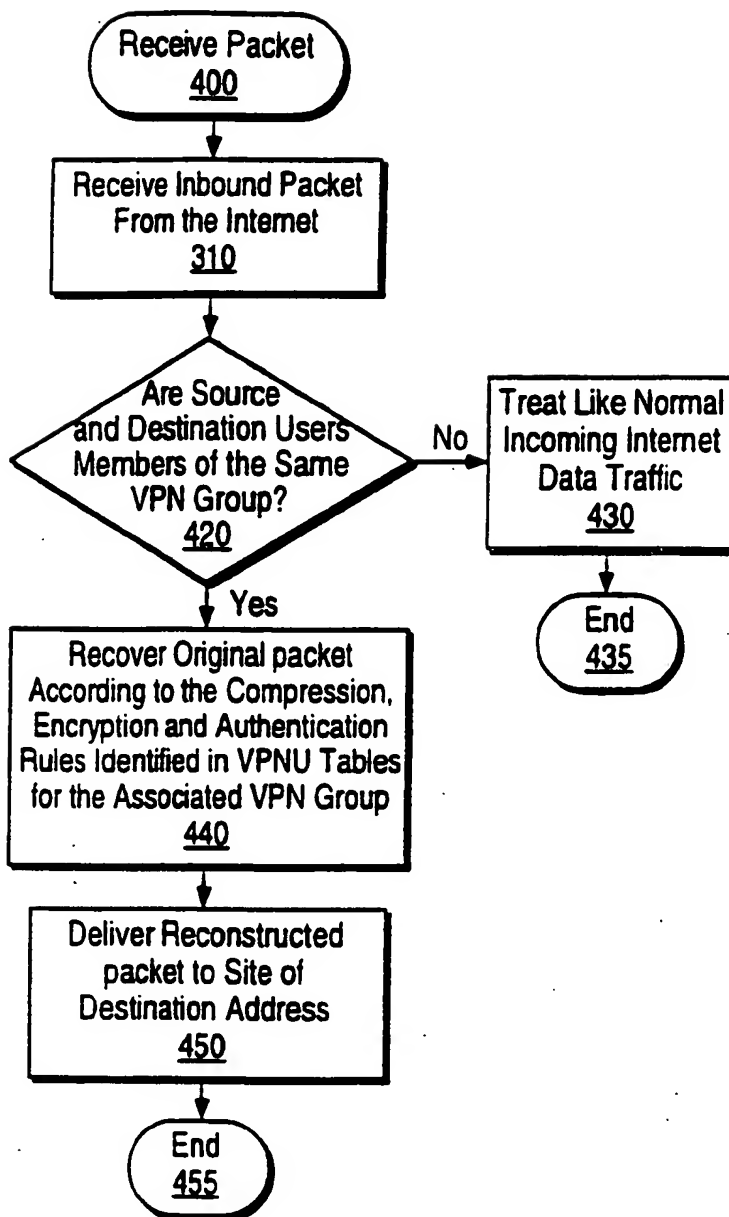 Receive Packet
400
Receive Inbound Packet
From the Internet
310
Are Source
and Destination Users
Members of the Same
VPN Group?
420
No
Treat Like Normal
Incoming Internet
Data Traffic
430
End
435
Yes
Recover Original packet
According to the Compression,
Encryption and Authentication
Rules Identified in VPNU Tables
for the Associated VPN Group
440
Deliver Reconstructed
packet to Site of
Destination Address
450
End
455